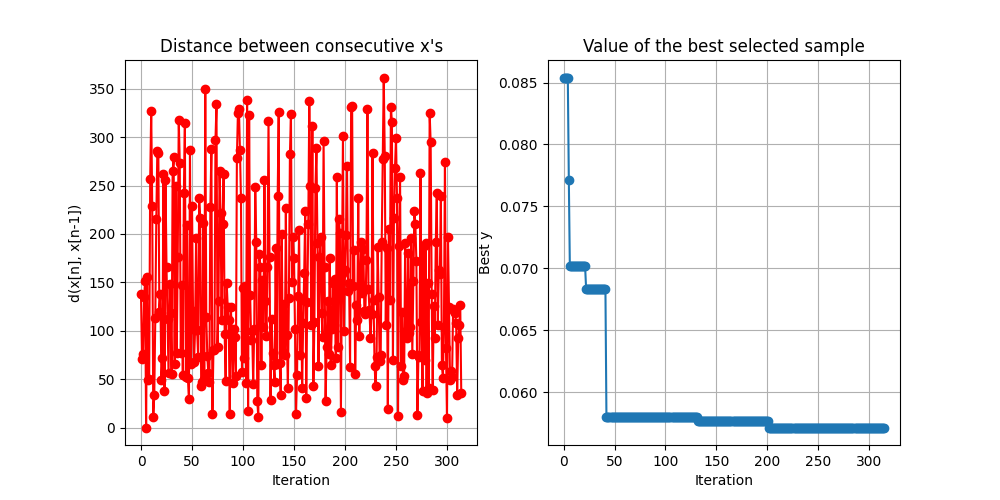 Distance between consecutive x's
d(x[n], x[n-1])
350
300
250
200
150
100
50
0
0 50 100 150 200 250 300
Iteration
Value of the best selected sample
Best y
0.085
0.080
0.075
0.070
0.065
0.060
0 50 100 150 200 250 300
Iteration